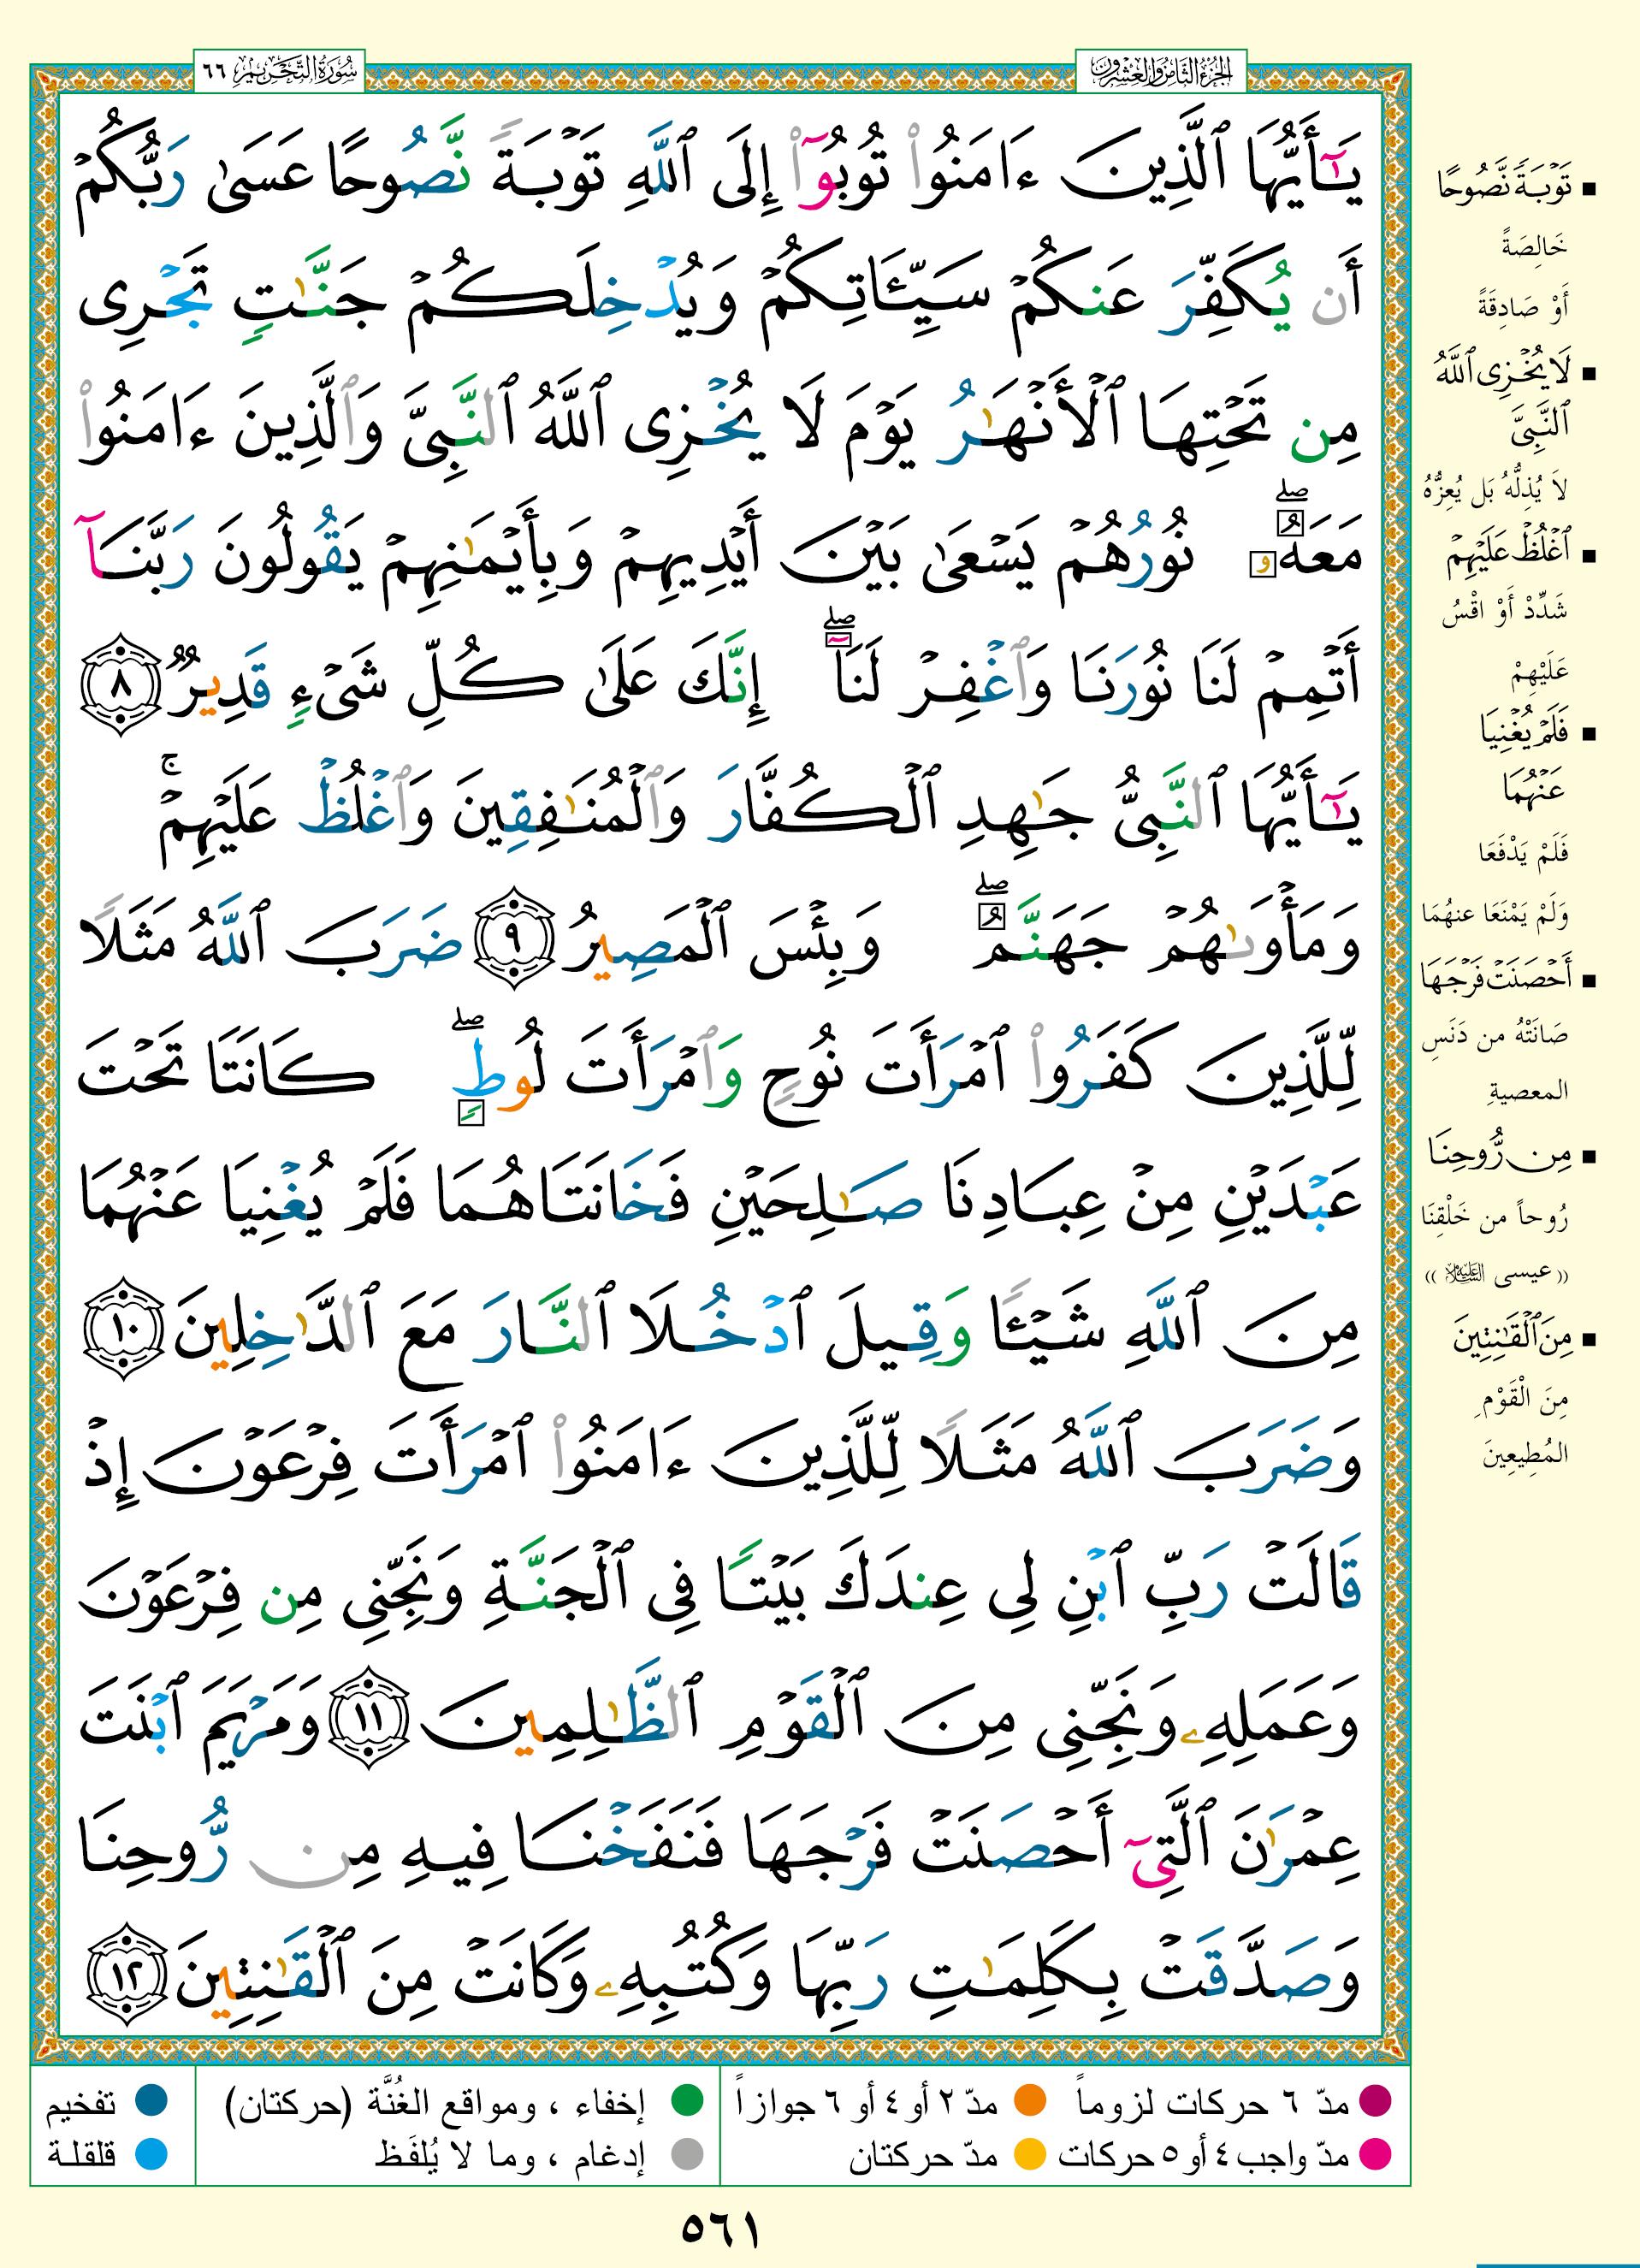 الجزء الثامن والعشرون
سورة التحريم ٦٦
يَـٰٓأَيُّهَا ٱلَّذِينَ ءَامَنُوا۟ تُوبُوٓا۟ إِلَى ٱللَّهِ تَوْبَةً نَّصُوحًا عَسَىٰ رَبُّكُمْ
أَن يُكَفِّرَ عَنكُمْ سَيِّـَٔاتِكُمْ وَيُدْخِلَكُمْ جَنَّـٰتٍ تَجْرِى
مِن تَحْتِهَا ٱلْأَنْهَـٰرُ يَوْمَ لَا يُخْزِى ٱللَّهُ ٱلنَّبِىَّ وَٱلَّذِينَ ءَامَنُوا۟
مَعَهُۥ ۖ نُورُهُمْ يَسْعَىٰ بَيْنَ أَيْدِيهِمْ وَبِأَيْمَـٰنِهِمْ يَقُولُونَ رَبَّنَآ
أَتْمِمْ لَنَا نُورَنَا وَٱغْفِرْ لَنَآ ۖ إِنَّكَ عَلَىٰ كُلِّ شَىْءٍ قَدِيرٌ ٨
يَـٰٓأَيُّهَا ٱلنَّبِىُّ جَـٰهِدِ ٱلْكُفَّارَ وَٱلْمُنَـٰفِقِينَ وَٱغْلُظْ عَلَيْهِمْ ۚ
وَمَأْوَىٰهُمْ جَهَنَّمُ ۖ وَبِئْسَ ٱلْمَصِيرُ ٩ ضَرَبَ ٱللَّهُ مَثَلًا
لِّلَّذِينَ كَفَرُوا۟ ٱمْرَأَتَ نُوحٍ وَٱمْرَأَتَ لُوطٍ ۖ كَانَتَا تَحْتَ
عَبْدَيْنِ مِنْ عِبَادِنَا صَـٰلِحَيْنِ فَخَانَتَاهُمَا فَلَمْ يُغْنِيَا عَنْهُمَا
مِنَ ٱللَّهِ شَيْـًٔا وَقِيلَ ٱدْخُلَا ٱلنَّارَ مَعَ ٱلدَّٰخِلِينَ ١٠
وَضَرَبَ ٱللَّهُ مَثَلًا لِّلَّذِينَ ءَامَنُوا۟ ٱمْرَأَتَ فِرْعَوْنَ إِذْ
قَالَتْ رَبِّ ٱبْنِ لِى عِندَكَ بَيْتًا فِى ٱلْجَنَّةِ وَنَجِّنِى مِن فِرْعَوْنَ
وَعَمَلِهِۦ وَنَجِّنِى مِنَ ٱلْقَوْمِ ٱلظَّـٰلِمِينَ ١١ وَمَرْيَمَ ٱبْنَتَ
عِمْرَٰنَ ٱلَّتِىٓ أَحْصَنَتْ فَرْجَهَا فَنَفَخْنَا فِيهِ مِن رُّوحِنَا
وَصَدَّقَتْ بِكَلِمَـٰتِ رَبِّهَا وَكُتُبِهِۦ وَكَانَتْ مِنَ ٱلْقَـٰنِتِينَ ١٢
▪ تَوْبَةً نَّصُوحًا
خَالِصَةً
أَوْ صَادِقَةً
▪ لَا يُخْزِى ٱللَّهُ
ٱلنَّبِىَّ
لاَ يُذِلُّهُ بَل يُعِزُّهُ
▪ ٱغْلُظْ عَلَيْهِمْ
شَدِّدْ أَوْ اقْسُ
عَلَيْهِمْ
▪ فَلَمْ يُغْنِيَا
عَنْهُمَا
فَلَمْ يَدْفَعَا
وَلَمْ يَمْنَعَا عنهُمَا
▪ أَحْصَنَتْ فَرْجَهَا
صَانَتْهُ من دَنَسِ
المعصيةِ
▪ مِن رُّوحِنَا
رُوحاً من خَلْقِنَا
((عيسى عليه السلام))
▪ مِنَ ٱلْقَـٰنِتِينَ
مِنَ الْقَوْمِ
المُطِيعِينَ
مدّ ٦ حركات لزوماً مدّ ٢ أو ٤ أو ٦ جوازاً إخفاء ، ومواقع الغُنَّة (حركتان) تفخيم
مدّ واجب ٤ أو ٥ حركات مدّ حركتان إدغام ، وما لا يُلفَظ قلقلة
٥٦١